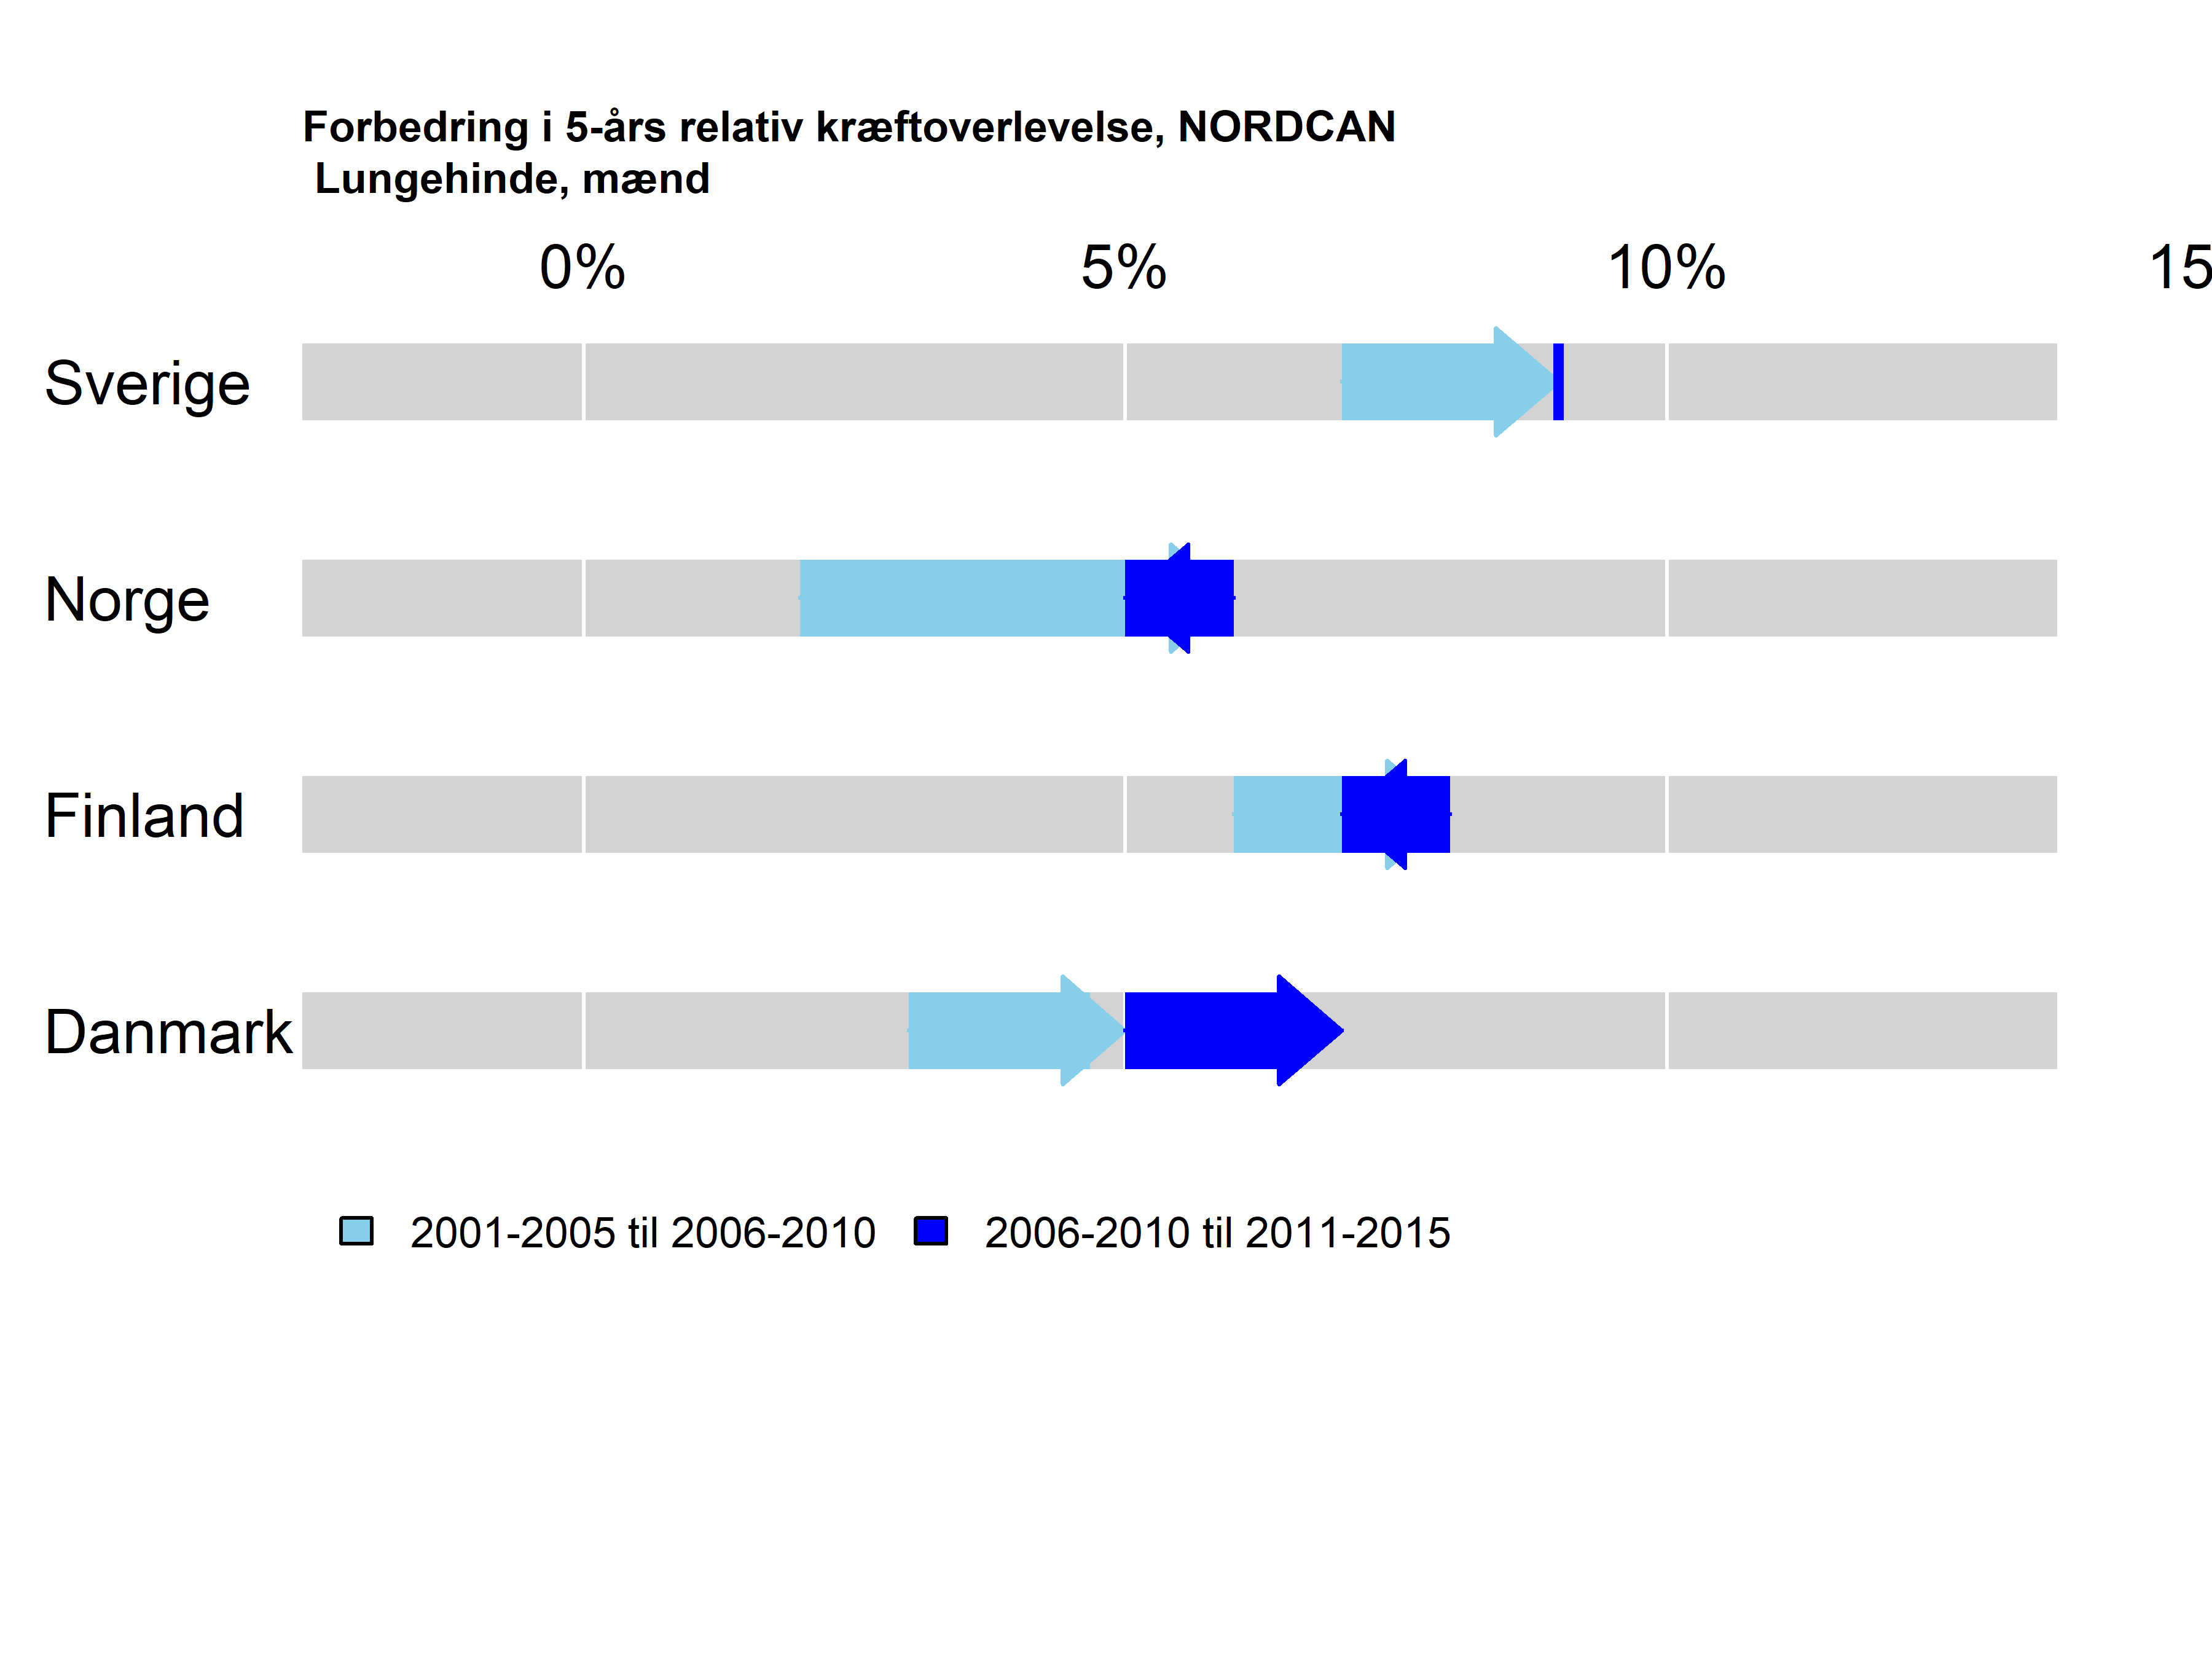 Forbedring i 5-års relativ kræftoverlevelse, NORDCAN
Lungehinde, mænd
0% 5% 10% 15
Sverige
Norge
Finland
Danmark
2001-2005 til 2006-2010 2006-2010 til 2011-2015